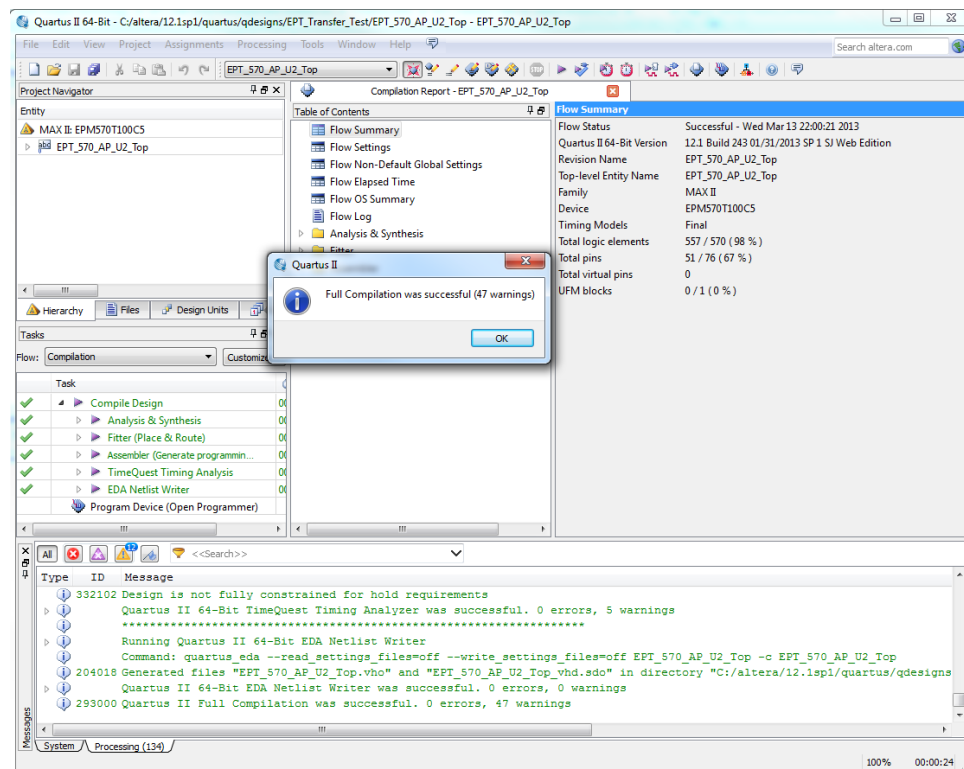 Quartus II 64-Bit - C:/altera/12.1sp1/quartus/qdesigns/EPT_Transfer_Test/EPT_570_AP_U2_Top - EPT_570_AP_U2_Top
File Edit View Project Assignments Processing Tools Window Help
Search altera.com
EPT_570_AP_U2_Top
Project Navigator
Compilation Report - EPT_570_AP_U2_Top
Entity
MAX II: EPM570T100C5
EPT_570_AP_U2_Top
Table of Contents
Flow Summary
Flow Settings
Flow Non-Default Global Settings
Flow Elapsed Time
Flow OS Summary
Flow Log
Analysis & Synthesis
Fitter
Flow Summary
Flow Status Successful - Wed Mar 13 22:00:21 2013
Quartus II 64-Bit Version 12.1 Build 243 01/31/2013 SP 1 SJ Web Edition
Revision Name EPT_570_AP_U2_Top
Top-level Entity Name EPT_570_AP_U2_Top
Family MAX II
Device EPM570T100C5
Timing Models Final
Total logic elements 557 / 570 ( 98 % )
Total pins 51 / 76 ( 67 % )
Total virtual pins 0
UFM blocks 0 / 1 ( 0 % )
Quartus II
Full Compilation was successful (47 warnings)
OK
Hierarchy Files Design Units
Tasks
Flow: Compilation Customize
Task
Compile Design 00
Analysis & Synthesis 00
Fitter (Place & Route) 00
Assembler (Generate programmin... 00
TimeQuest Timing Analysis 00
EDA Netlist Writer 00
Program Device (Open Programmer)
All 12 <<Search>>
Type ID Message
332102 Design is not fully constrained for hold requirements
Quartus II 64-Bit TimeQuest Timing Analyzer was successful. 0 errors, 5 warnings
*******************************************************************
Running Quartus II 64-Bit EDA Netlist Writer
Command: quartus_eda --read_settings_files=off --write_settings_files=off EPT_570_AP_U2_Top -c EPT_570_AP_U2_Top
204018 Generated files "EPT_570_AP_U2_Top.vho" and "EPT_570_AP_U2_Top_vhd.sdo" in directory "C:/altera/12.1sp1/quartus/qdesigns
Quartus II 64-Bit EDA Netlist Writer was successful. 0 errors, 0 warnings
293000 Quartus II Full Compilation was successful. 0 errors, 47 warnings
Messages
System Processing (134)
100% 00:00:24